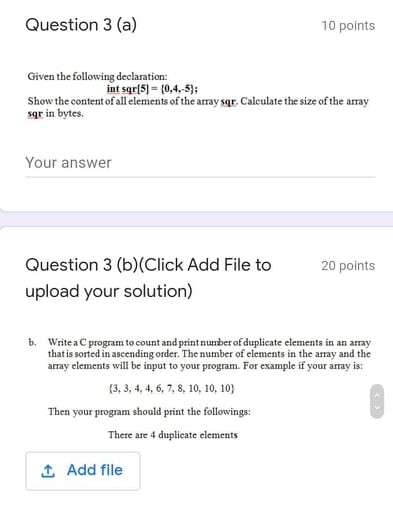 Question 3 (a)
10 points
Given the following declaration:
int sqr[5] = {0,4,-5};
Show the content of all elements of the array sqr. Calculate the size of the array
sqr in bytes.
Your answer
Question 3 (b)(Click Add File to
upload your solution)
20 points
b. Write a C program to count and print number of duplicate elements in an array
that is sorted in ascending order. The number of elements in the array and the
array elements will be input to your program. For example if your array is:
{3, 3, 4, 4, 6, 7, 8, 10, 10, 10}
Then your program should print the followings:
There are 4 duplicate elements
Add file